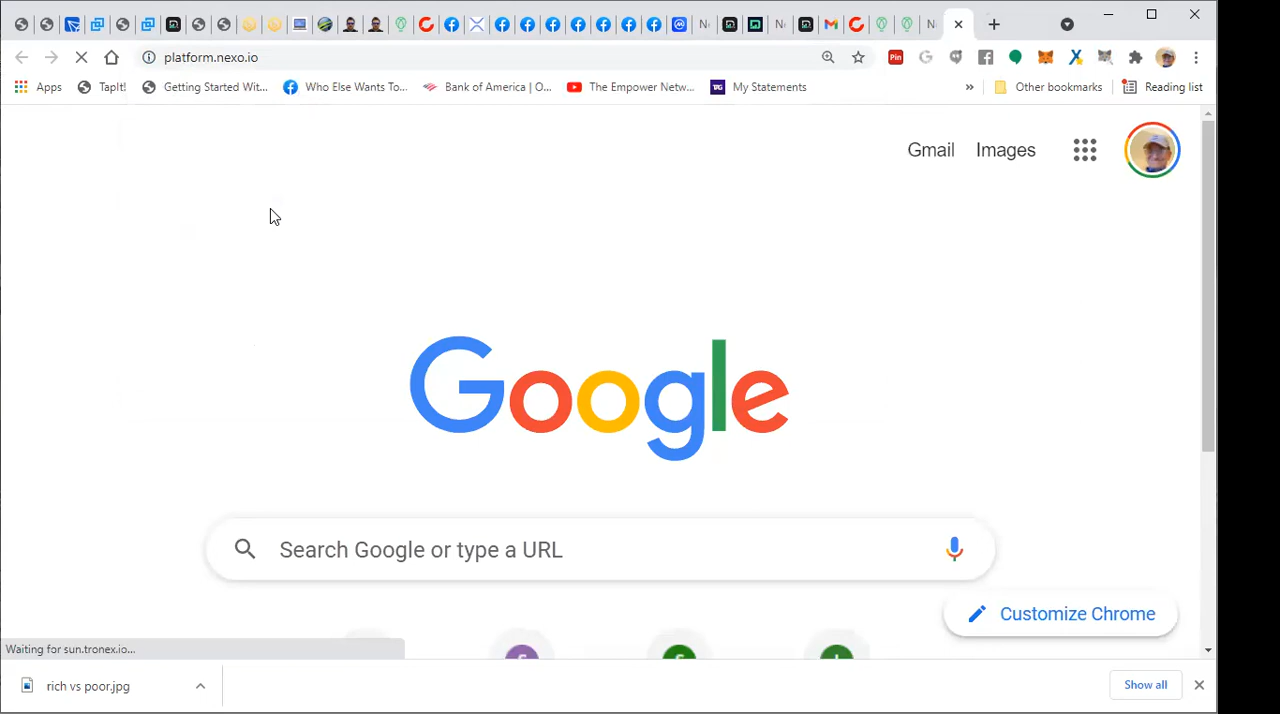 N
N
N
platform.nexo.io
Pin
Apps
TapIt!
Getting Started Wit...
Who Else Wants To...
Bank of America | O...
The Empower Netw...
My Statements
»
Other bookmarks
Reading list
Gmail
Images
Google
Search Google or type a URL
Customize Chrome
Waiting for sun.tronex.io...
rich vs poor.jpg
Show all